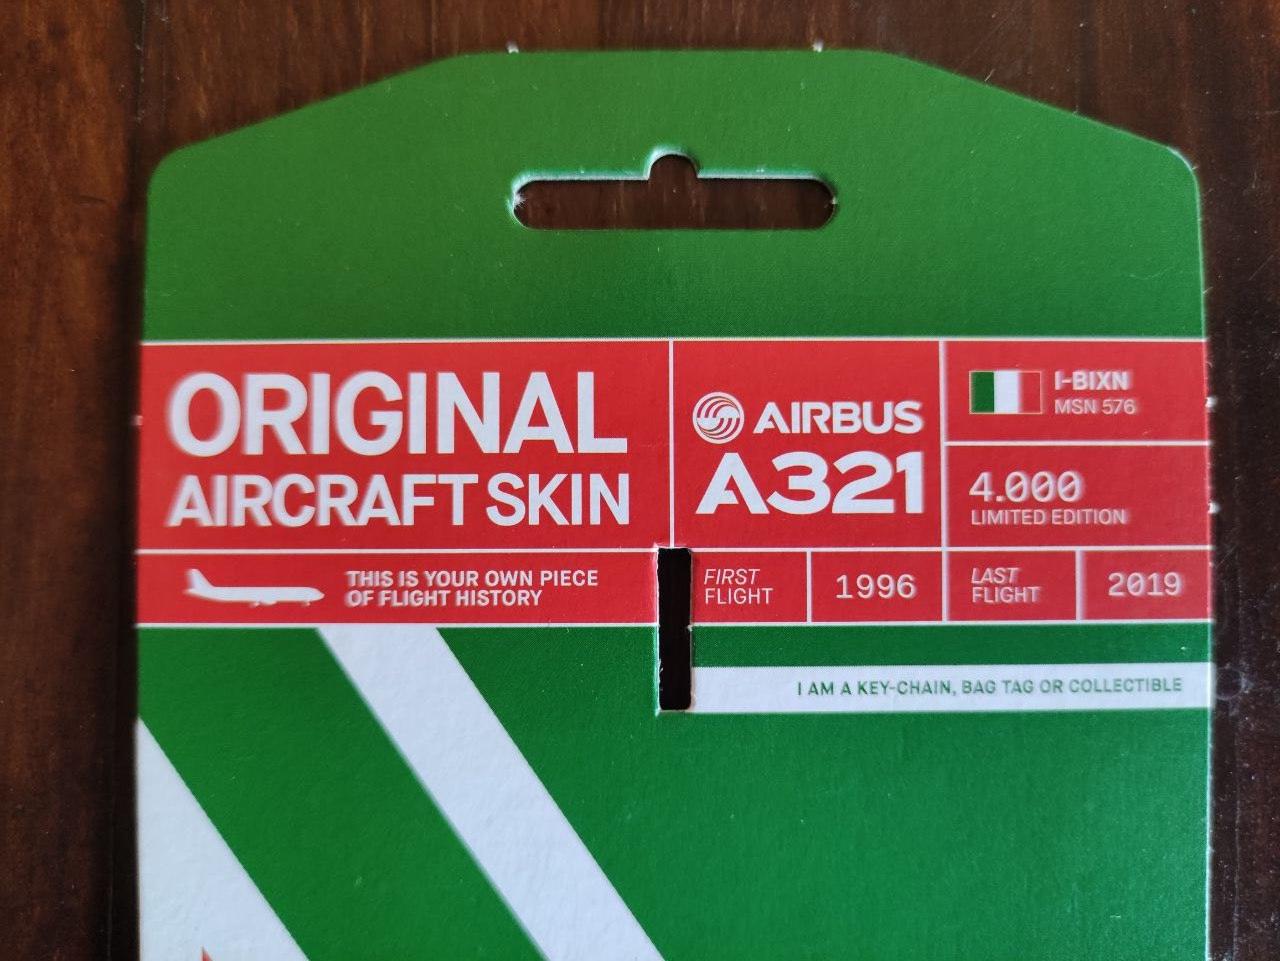 ORIGINAL
AIRCRAFT SKIN
AIRBUS
A321
I-BIXN
MSN 576
4.000
LIMITED EDITION
THIS IS YOUR OWN PIECE
OF FLIGHT HISTORY
FIRST
FLIGHT
1996
LAST
FLIGHT
2019
I AM A KEY-CHAIN, BAG TAG OR COLLECTIBLE